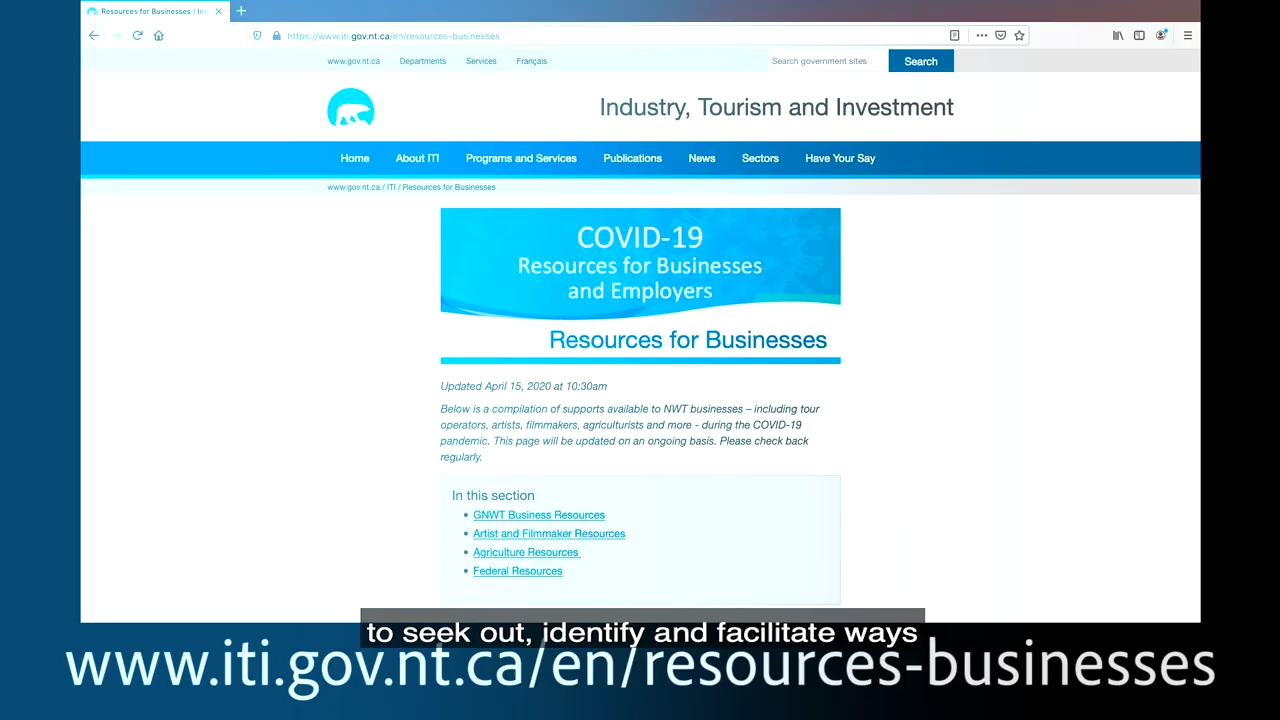 Resources for Businesses | In
https://www.iti.gov.nt.ca/en/resources-businesses
www.gov.nt.ca Departments Services Français Search government sites Search
Industry, Tourism and Investment
Home About ITI Programs and Services Publications News Sectors Have Your Say
www.gov.nt.ca / ITI / Resources for Businesses
COVID-19
Resources for Businesses
and Employers
Resources for Businesses
Updated April 15, 2020 at 10:30am
Below is a compilation of supports available to NWT businesses – including tour
operators, artists, filmmakers, agriculturists and more - during the COVID-19
pandemic. This page will be updated on an ongoing basis. Please check back
regularly.
In this section
• GNWT Business Resources
• Artist and Filmmaker Resources
• Agriculture Resources
• Federal Resources
to seek out, identify and facilitate ways
www.iti.gov.nt.ca/en/resources-businesses